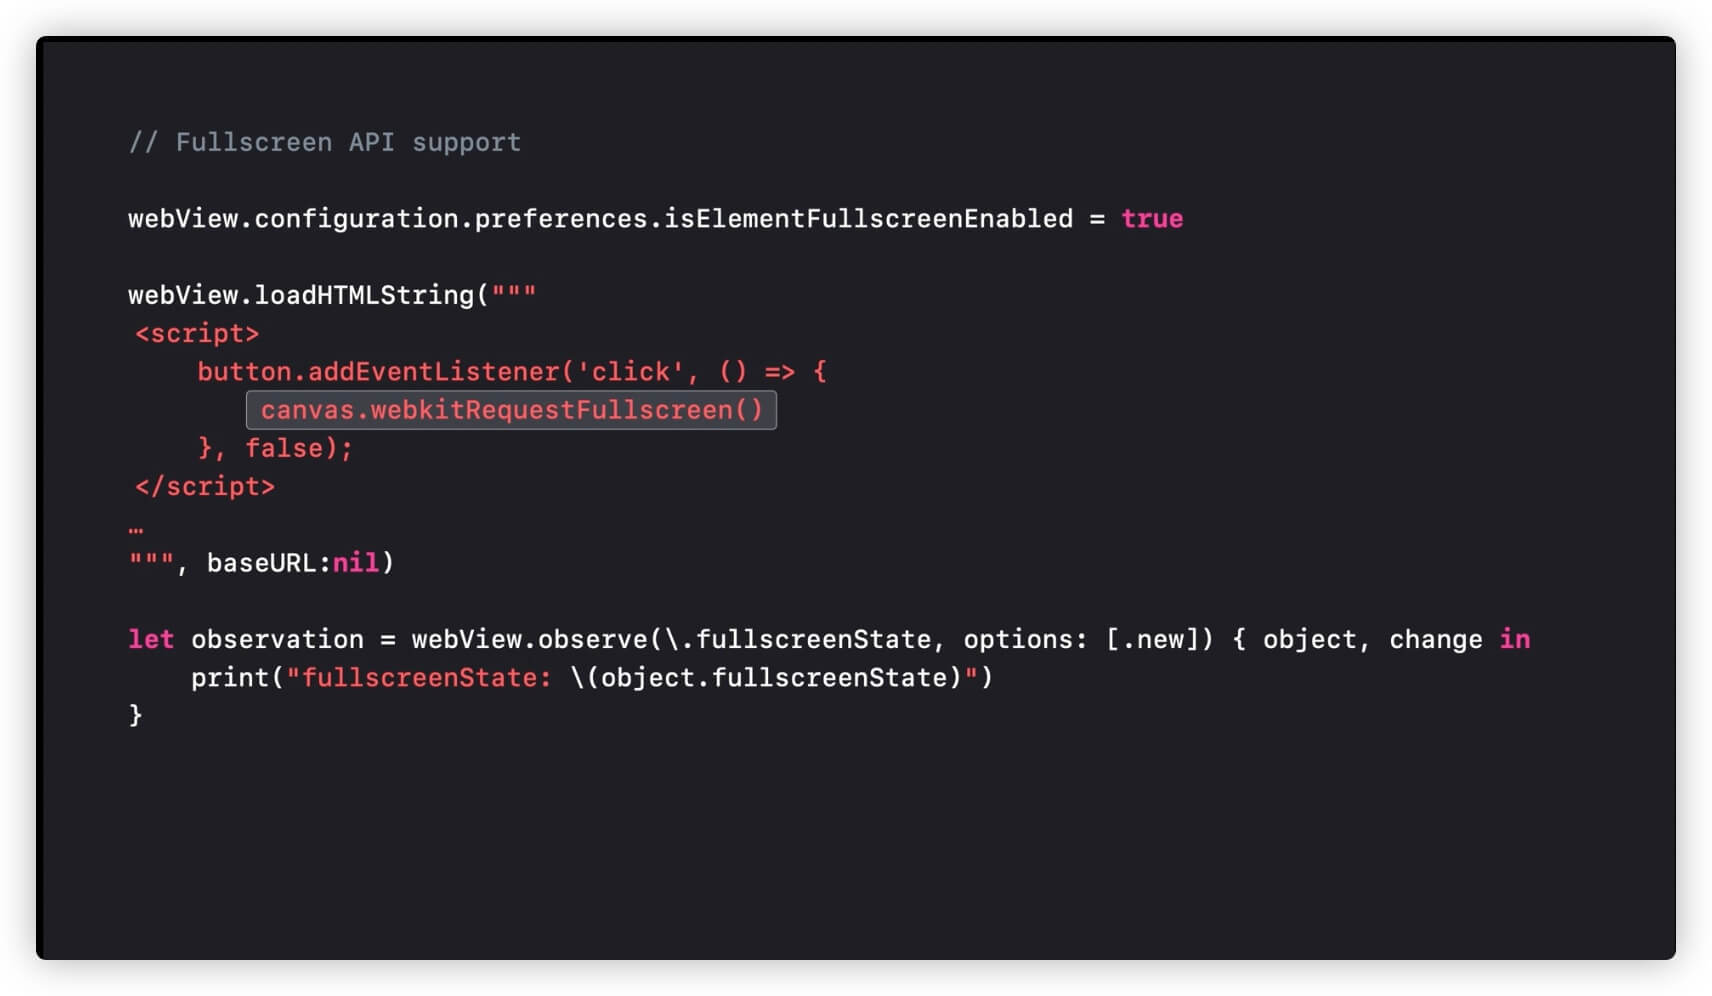 // Fullscreen API support
webView.configuration.preferences.isElementFullscreenEnabled = true
webView.loadHTMLString("""
<script>
button.addEventListener('click', () => {
canvas.webkitRequestFullscreen()
}, false);
</script>
…
""", baseURL:nil)
let observation = webView.observe(\.fullscreenState, options: [.new]) { object, change in
print("fullscreenState: \(object.fullscreenState)")
}